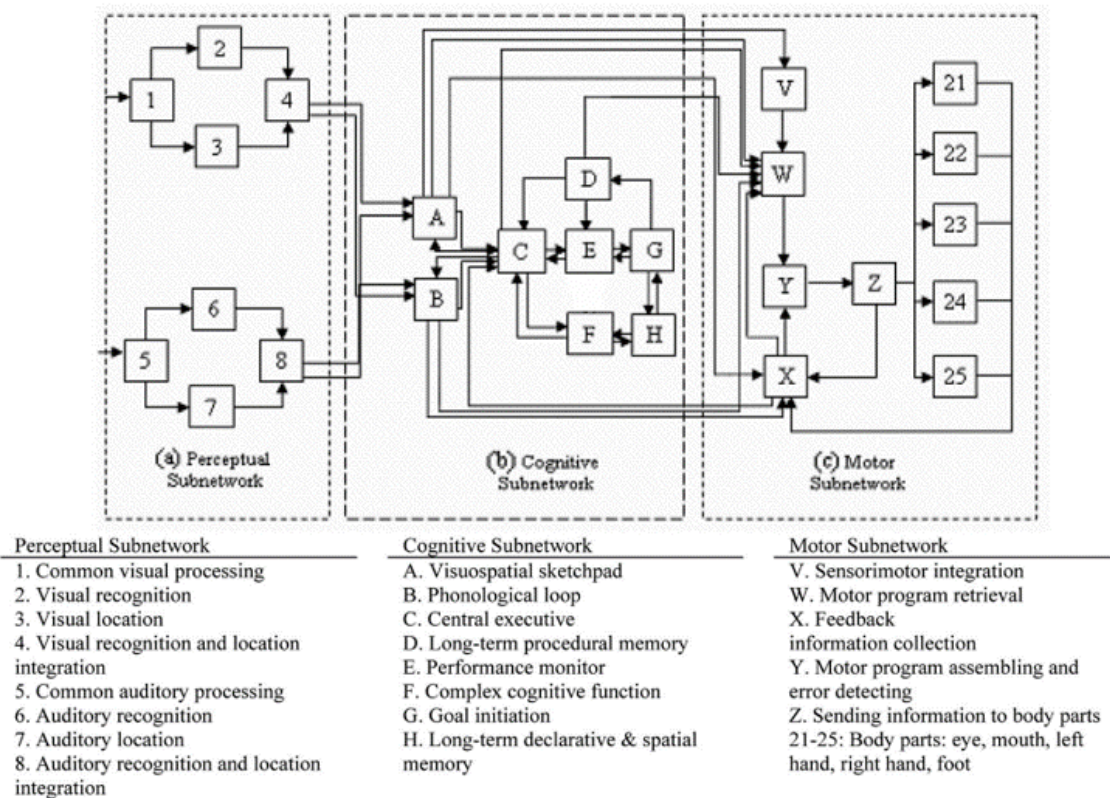 2
1
4
3
6
5
8
7
(a) Perceptual
Subnetwork
A
B
C
D
E
F
G
H
(b) Cognitive
Subnetwork
V
W
Y
Z
X
21
22
23
24
25
(c) Motor
Subnetwork
Perceptual Subnetwork
1. Common visual processing
2. Visual recognition
3. Visual location
4. Visual recognition and location
integration
5. Common auditory processing
6. Auditory recognition
7. Auditory location
8. Auditory recognition and location
integration
Cognitive Subnetwork
A. Visuospatial sketchpad
B. Phonological loop
C. Central executive
D. Long-term procedural memory
E. Performance monitor
F. Complex cognitive function
G. Goal initiation
H. Long-term declarative & spatial
memory
Motor Subnetwork
V. Sensorimotor integration
W. Motor program retrieval
X. Feedback
information collection
Y. Motor program assembling and
error detecting
Z. Sending information to body parts
21-25: Body parts: eye, mouth, left
hand, right hand, foot